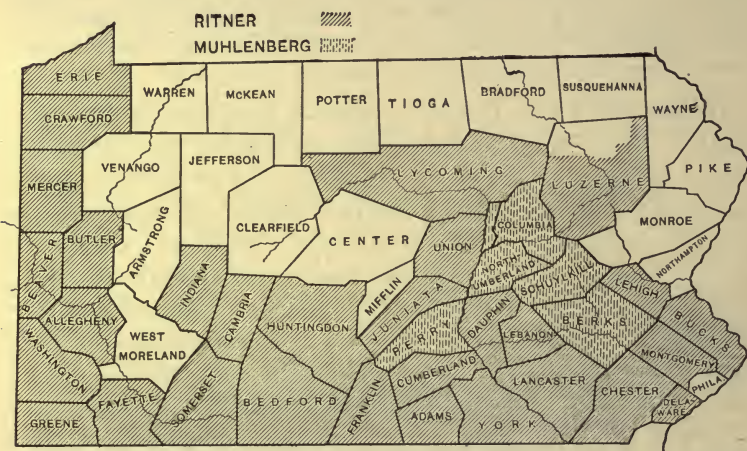 RITNER
MUHLENBERG
ERIE
WARREN
McKEAN
POTTER
TIOGA
BRADFORD
SUSQUEHANNA
WAYNE
CRAWFORD
VENANGO
JEFFERSON
LYCOMING
LUZERNE
PIKE
MERCER
CLEARFIELD
CENTER
UNION
COLUMBIA
MONROE
BEAVER
BUTLER
ARMSTRONG
INDIANA
CAMBRIA
MIFFLIN
NORTH
UMBERLAND
SCHUYLKILL
NORTHAMPTON
ALLEGHENY
WEST
MORELAND
HUNTINGDON
JUNIATA
PERRY
DAUPHIN
LEBANON
BERKS
LEHIGH
BUCKS
WASHINGTON
SOMERSET
BEDFORD
FRANKLIN
CUMBERLAND
LANCASTER
CHESTER
MONTGOMERY
PHILA
DELA-
WARE
GREENE
FAYETTE
ADAMS
YORK